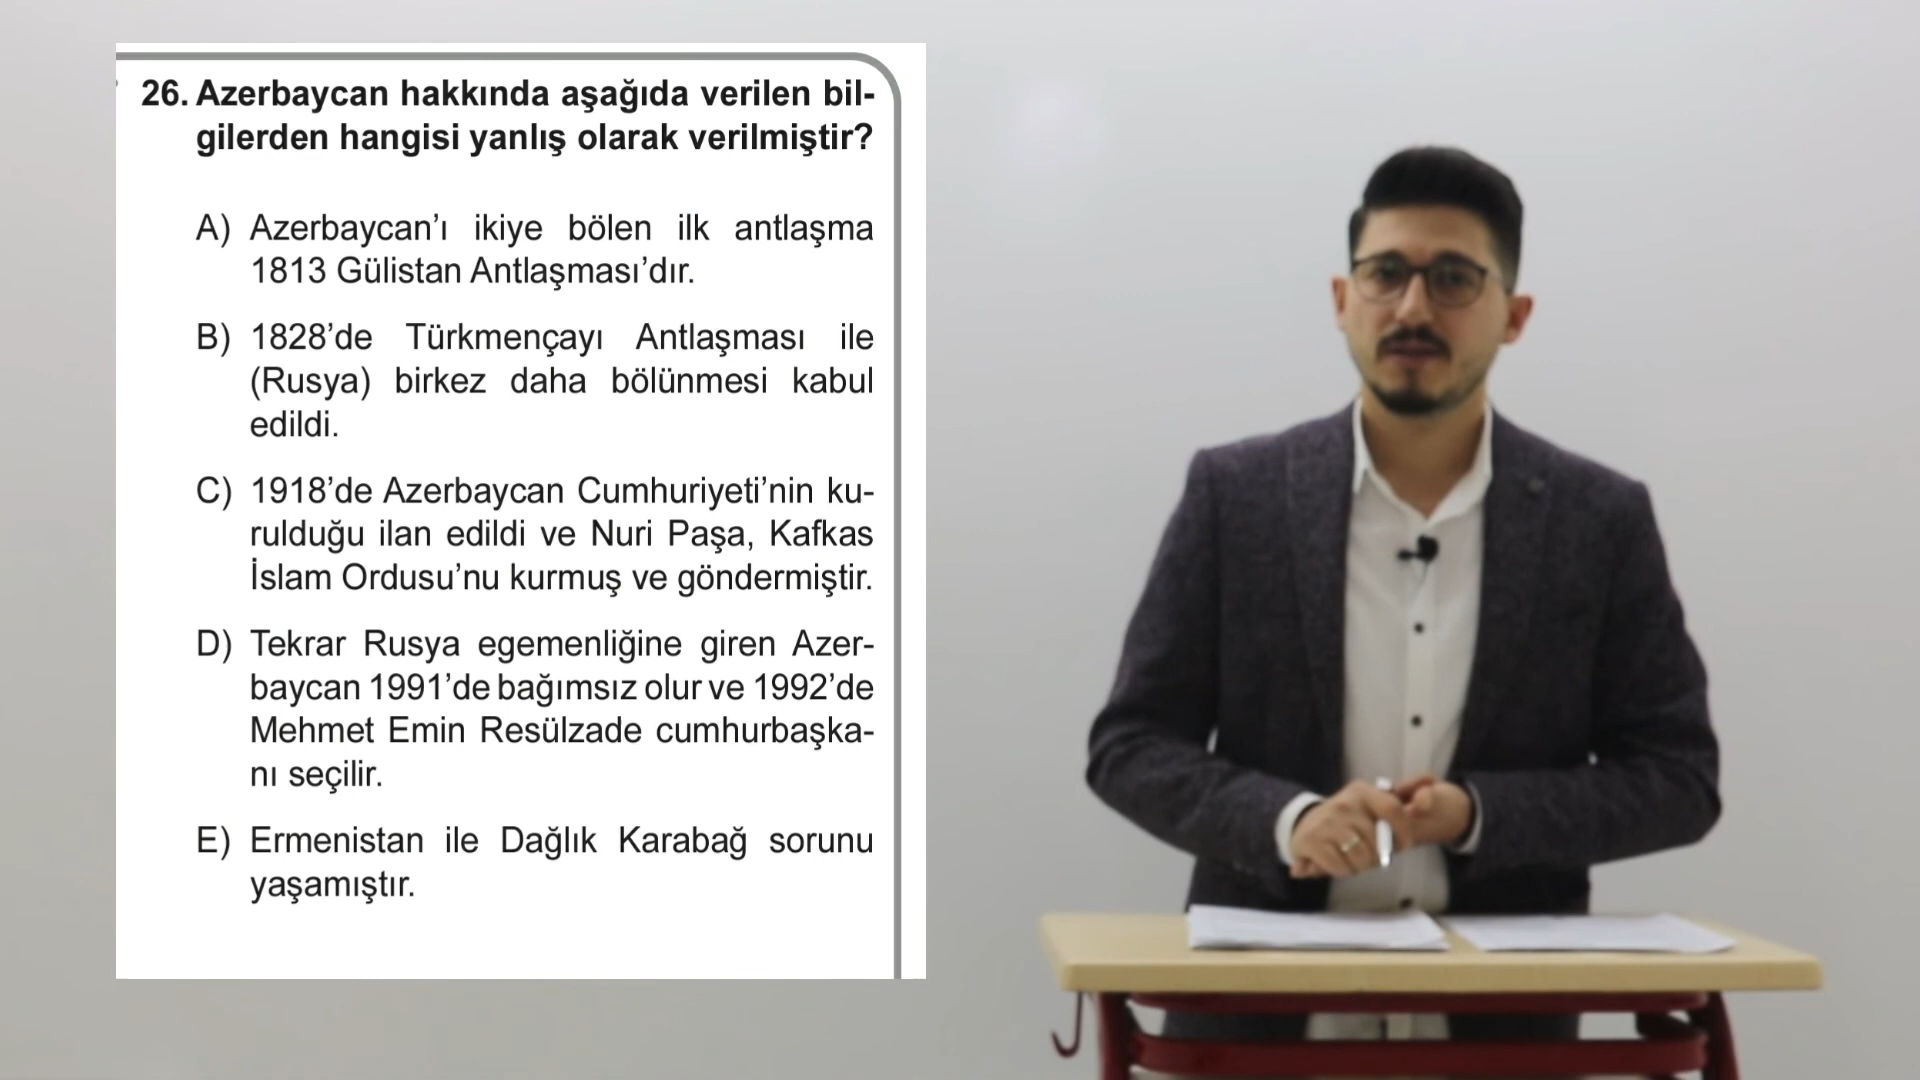 26. Azerbaycan hakkında aşağıda verilen bil-
gilerden hangisi yanlış olarak verilmiştir?
A) Azerbaycan’ı ikiye bölen ilk antlaşma
1813 Gülistan Antlaşması’dır.
B) 1828’de Türkmençayı Antlaşması ile
(Rusya) birkez daha bölünmesi kabul
edildi.
C) 1918’de Azerbaycan Cumhuriyeti’nin ku-
rulduğu ilan edildi ve Nuri Paşa, Kafkas
İslam Ordusu’nu kurmuş ve göndermiştir.
D) Tekrar Rusya egemenliğine giren Azer-
baycan 1991’de bağımsız olur ve 1992’de
Mehmet Emin Resülzade cumhurbaşka-
nı seçilir.
E) Ermenistan ile Dağlık Karabağ sorunu
yaşamıştır.